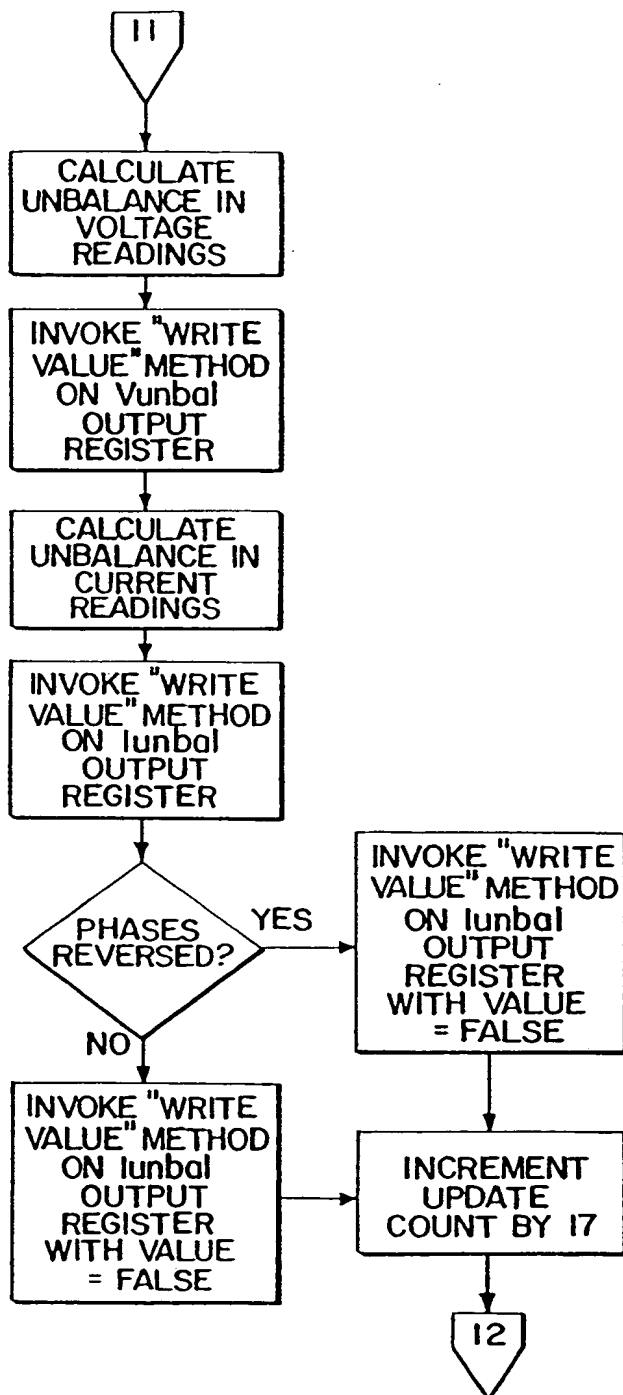 11
CALCULATE
UNBALANCE IN
VOLTAGE
READINGS
INVOKE "WRITE
VALUE" METHOD
ON Vunbal
OUTPUT
REGISTER
CALCULATE
UNBALANCE IN
CURRENT
READINGS
INVOKE "WRITE
VALUE" METHOD
ON Iunbal
OUTPUT
REGISTER
PHASES
REVERSED?
YES
INVOKE "WRITE
VALUE" METHOD
ON Iunbal
OUTPUT
REGISTER
WITH VALUE
= FALSE
NO
INVOKE "WRITE
VALUE" METHOD
ON Iunbal
OUTPUT
REGISTER
WITH VALUE
= FALSE
INCREMENT
UPDATE
COUNT BY 17
12